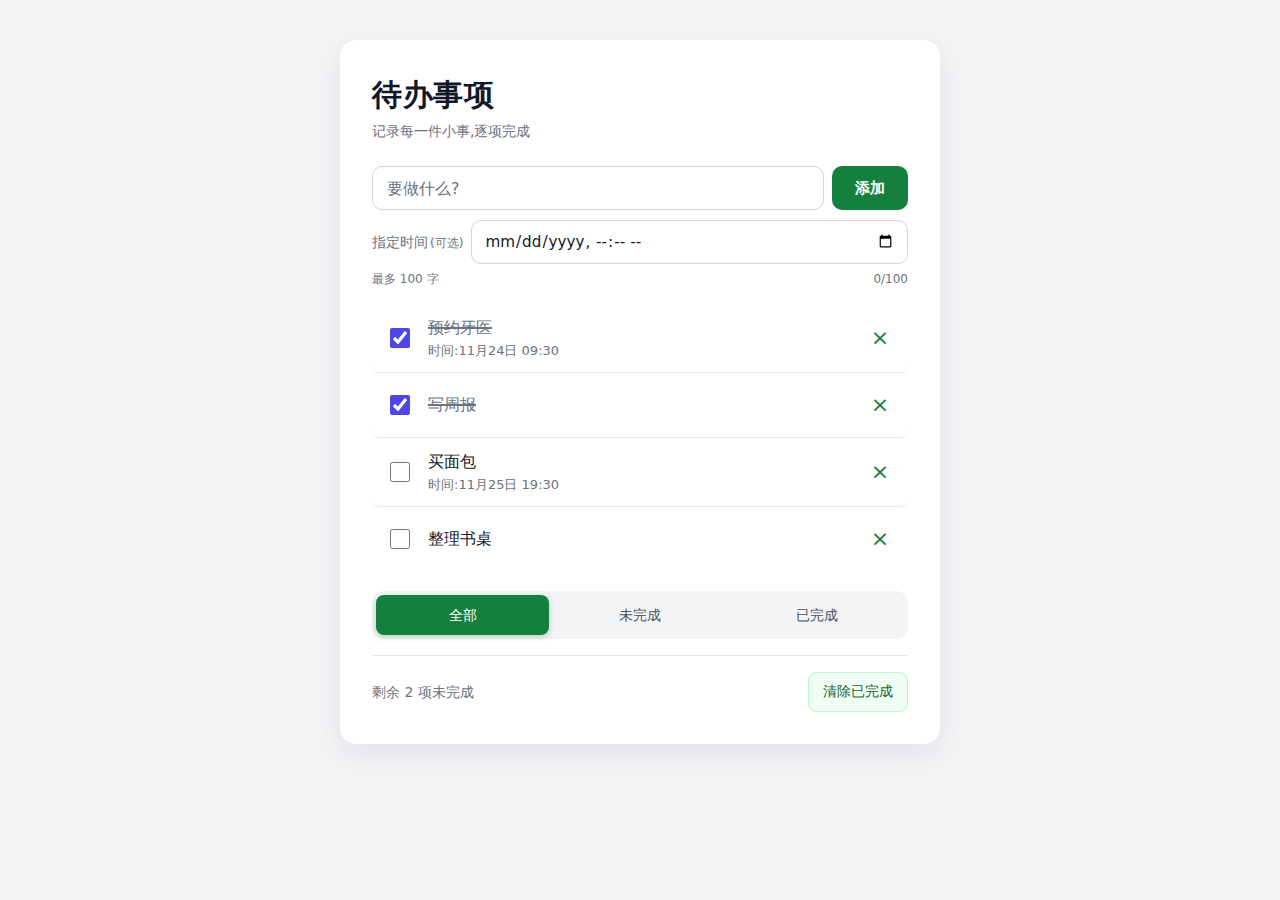 待办事项
记录每一件小事,逐项完成
要做什么?
添加
指定时间 (可选)
mm/dd/yyyy, --:-- --
最多 100 字
0/100
预约牙医
时间:11月24日 09:30
×
写周报
×
买面包
时间:11月25日 19:30
×
整理书桌
×
全部
未完成
已完成
剩余 2 项未完成
清除已完成